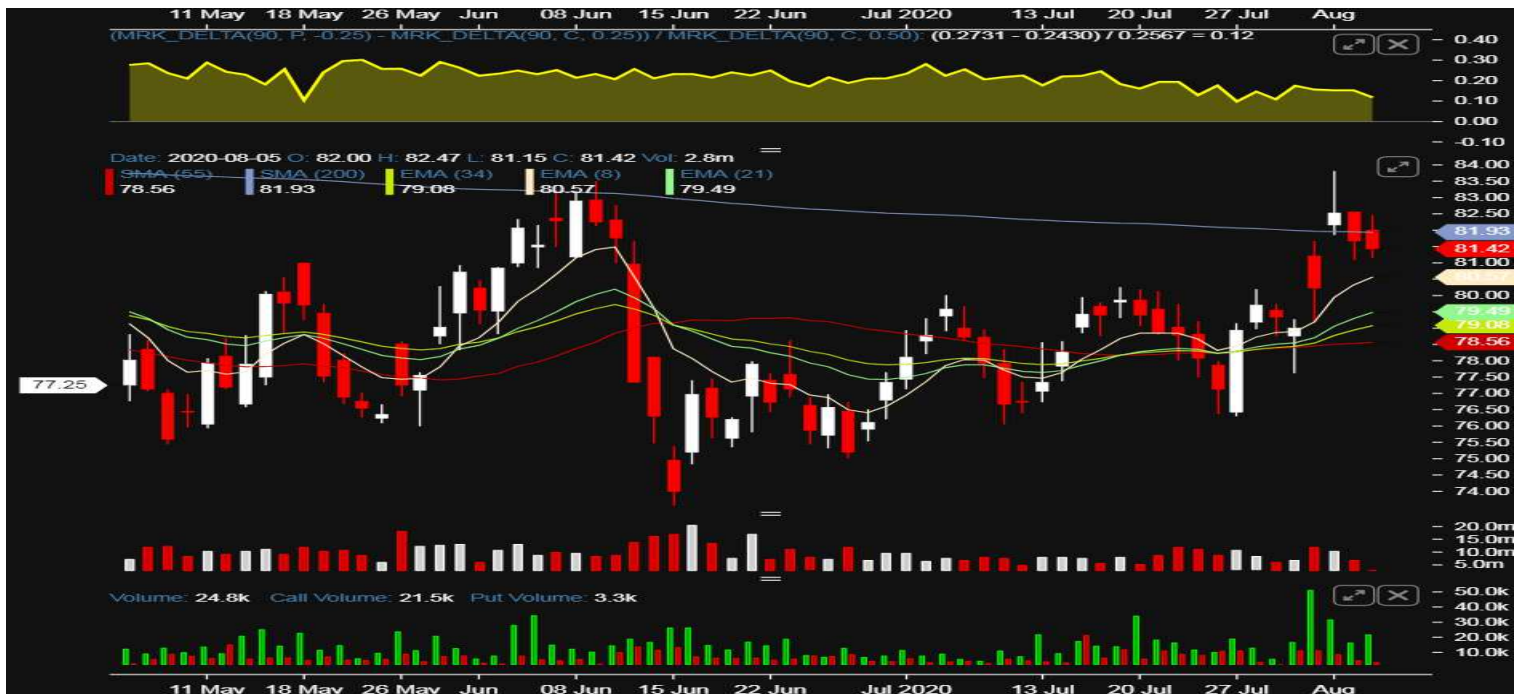 11 May 18 May 26 May Jun 08 Jun 15 Jun 22 Jun Jul 2020 13 Jul 20 Jul 27 Jul Aug
(MRK_DELTA(90, P, -0.25) - MRK_DELTA(90, C, 0.25)) / MRK_DELTA(90, C, 0.50): (0.2731 - 0.2430) / 0.2567 = 0.12
0.40
0.30
0.20
0.10
0.00
-0.10
Date: 2020-08-05 O: 82.00 H: 82.47 L: 81.15 C: 81.42 Vol: 2.8m
SMA (55) SMA (200) EMA (34) EMA (8) EMA (21)
78.56 81.93 79.08 80.57 79.49
84.00
83.50
83.00
82.50
81.93
81.42
81.00
80.57
80.00
79.49
79.08
78.56
78.00
77.50
77.25
77.00
76.50
76.00
75.50
75.00
74.50
74.00
20.0m
15.0m
10.0m
5.0m
Volume: 24.8k Call Volume: 21.5k Put Volume: 3.3k
50.0k
40.0k
30.0k
20.0k
10.0k
11 May 18 May 26 May Jun 08 Jun 15 Jun 22 Jun Jul 2020 13 Jul 20 Jul 27 Jul Aug